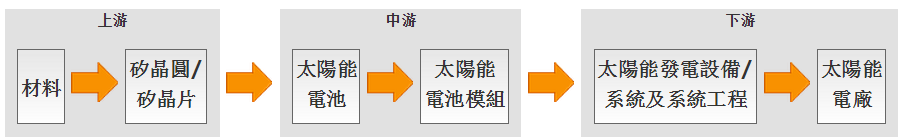 上游
材料
矽晶圓/
矽晶片
中游
太陽能
電池
太陽能
電池模組
下游
太陽能發電設備/
系統及系統工程
太陽能
電廠